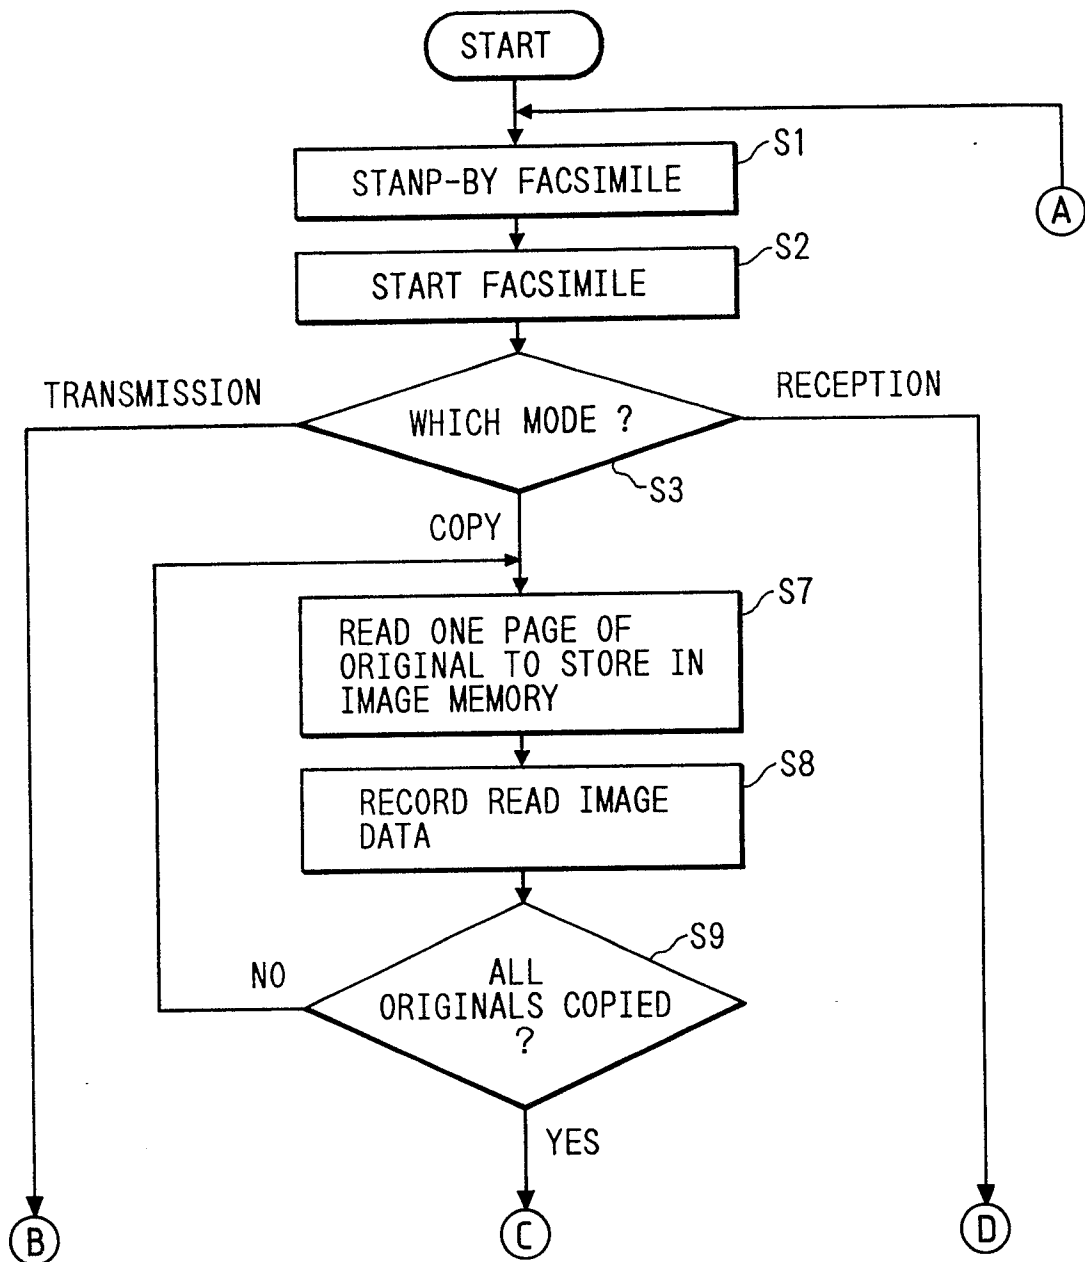 START
S1
STANP-BY FACSIMILE
A
S2
START FACSIMILE
TRANSMISSION
RECEPTION
WHICH MODE ?
S3
COPY
S7
READ ONE PAGE OF
ORIGINAL TO STORE IN
IMAGE MEMORY
S8
RECORD READ IMAGE
DATA
S9
NO
ALL
ORIGINALS COPIED
?
YES
B
C
D